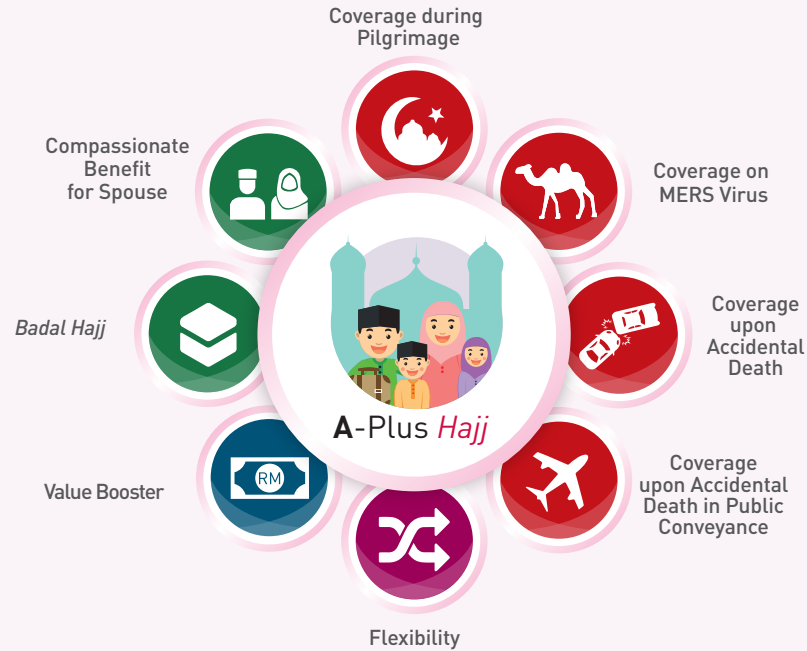 Coverage during
Pilgrimage
Compassionate
Benefit
for Spouse
Coverage on
MERS Virus
Badal Hajj
Coverage
upon
Accidental
Death
A-Plus Hajj
Value Booster
RM
Coverage
upon Accidental
Death in Public
Conveyance
Flexibility